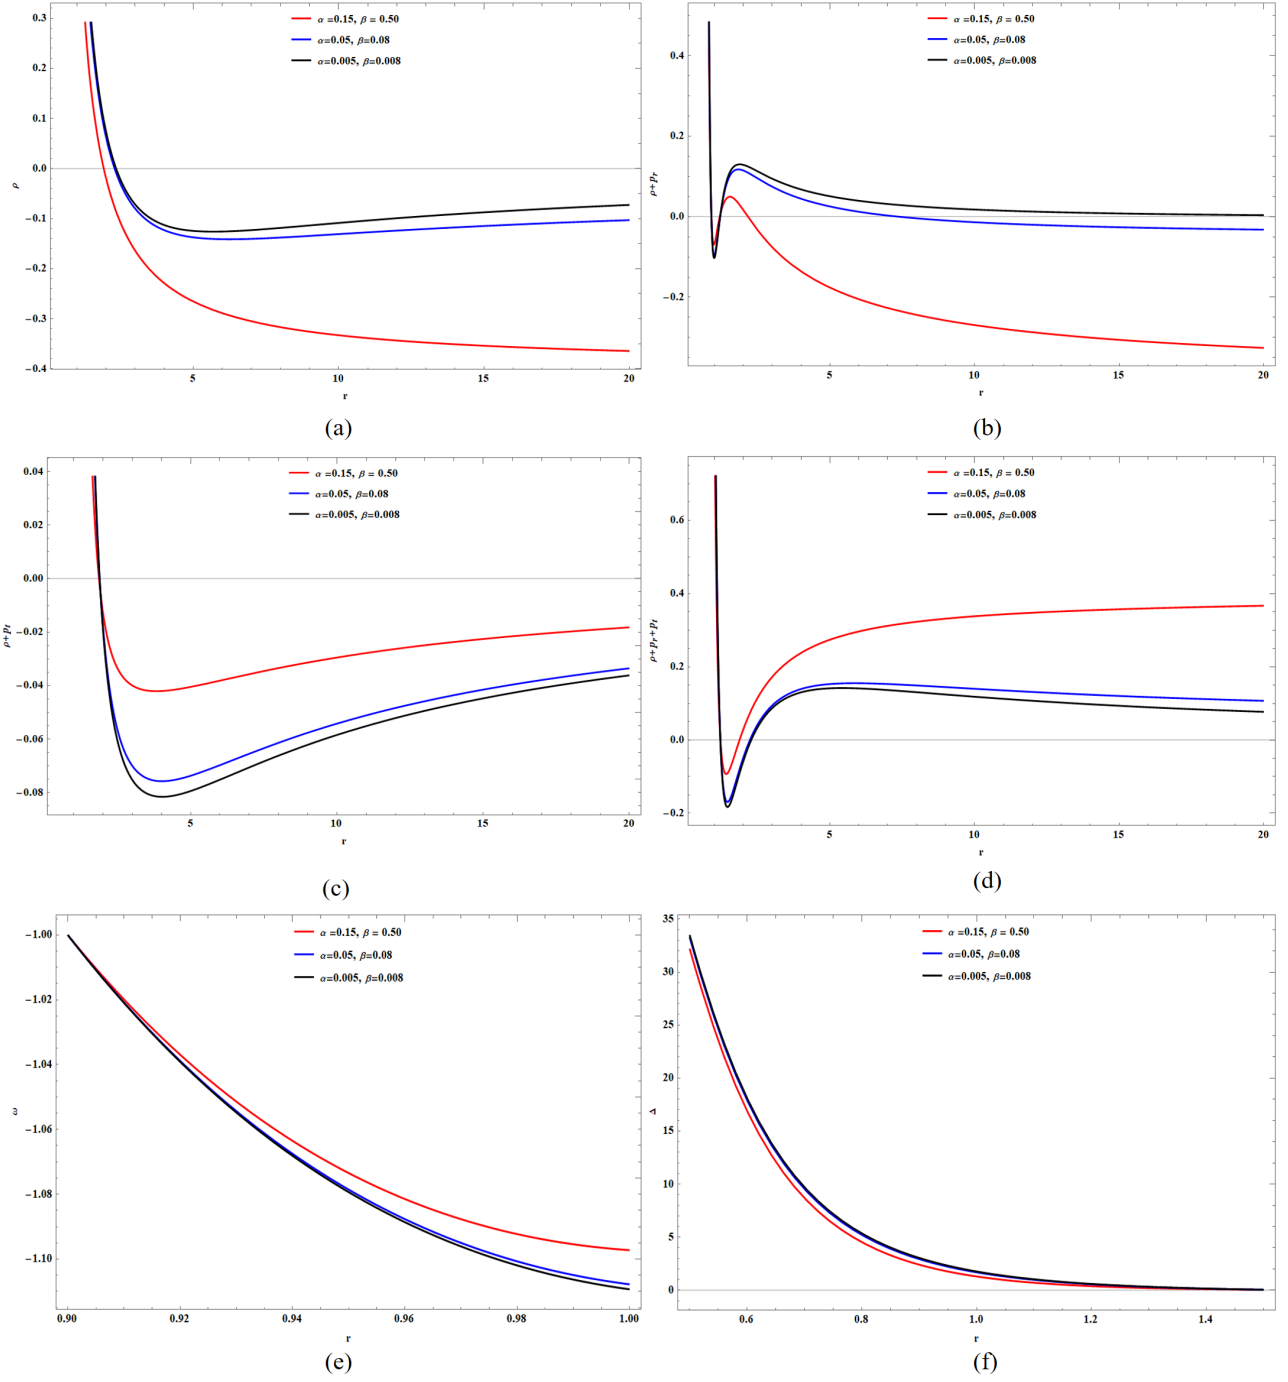 α =0.15, β = 0.50
α=0.05, β=0.08
α=0.005, β=0.008
0.3
0.2
0.1
0.0
−0.1
−0.2
−0.3
−0.4
ρ
5
10
15
20
r
(a)
α =0.15, β = 0.50
α=0.05, β=0.08
α=0.005, β=0.008
0.4
0.2
0.0
−0.2
ρ+pᵣ
5
10
15
20
r
(b)
α =0.15, β = 0.50
α=0.05, β=0.08
α=0.005, β=0.008
0.04
0.02
0.00
−0.02
−0.04
−0.06
−0.08
ρ+pₜ
5
10
15
20
r
(c)
α =0.15, β = 0.50
α=0.05, β=0.08
α=0.005, β=0.008
0.6
0.4
0.2
0.0
−0.2
ρ+pᵣ+pₜ
5
10
15
20
r
(d)
α =0.15, β = 0.50
α=0.05, β=0.08
α=0.005, β=0.008
−1.00
−1.02
−1.04
−1.06
−1.08
−1.10
ω
0.90
0.92
0.94
0.96
0.98
1.00
r
(e)
α =0.15, β = 0.50
α=0.05, β=0.08
α=0.005, β=0.008
35
30
25
20
15
10
5
0
Δ
0.6
0.8
1.0
1.2
1.4
r
(f)